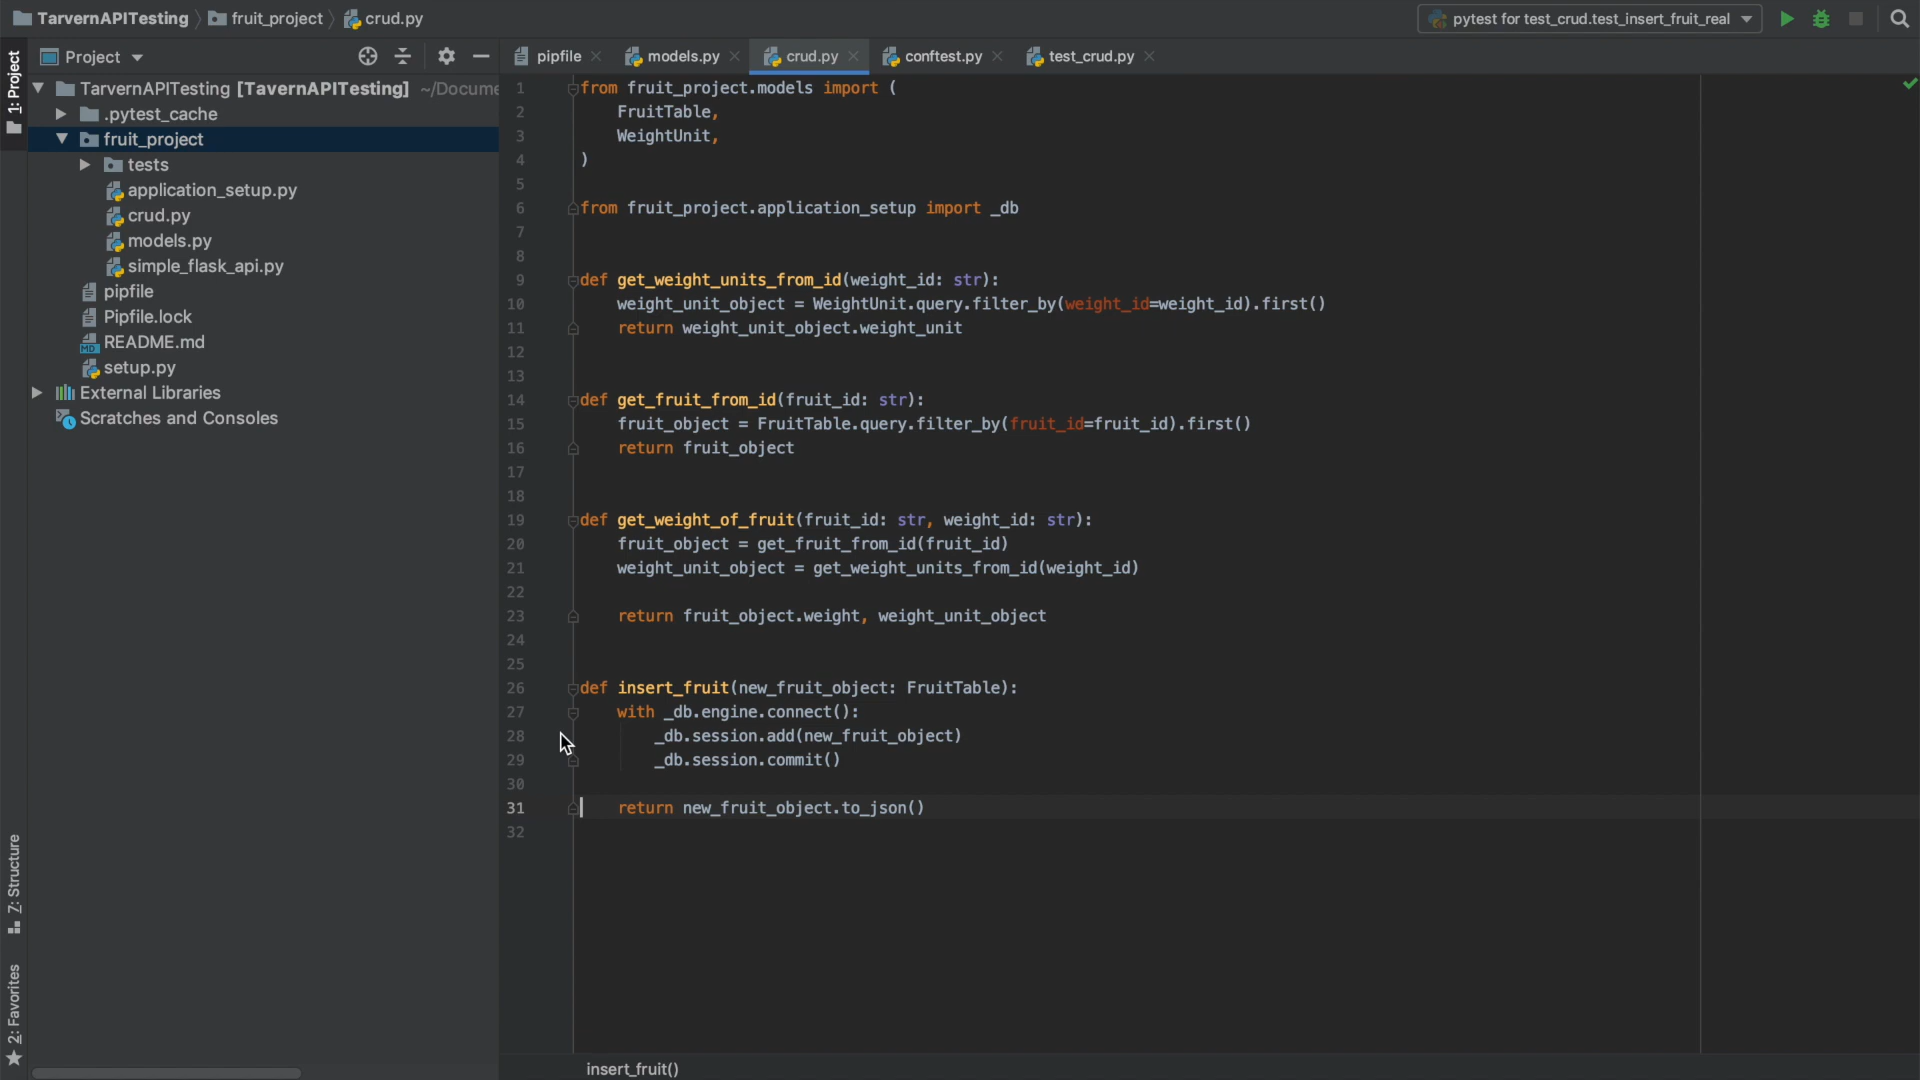 TarvernAPITesting fruit_project crud.py
pytest for test_crud.test_insert_fruit_real
1: Project
Project
pipfile models.py crud.py conftest.py test_crud.py
TarvernAPITesting [TavernAPITesting] ~/Docume
.pytest_cache
fruit_project
tests
application_setup.py
crud.py
models.py
simple_flask_api.py
pipfile
Pipfile.lock
MD README.md
setup.py
External Libraries
Scratches and Consoles
Z: Structure
2: Favorites
1 from fruit_project.models import (
2     FruitTable,
3     WeightUnit,
4 )
5
6 from fruit_project.application_setup import _db
7
8
9 def get_weight_units_from_id(weight_id: str):
10     weight_unit_object = WeightUnit.query.filter_by(weight_id=weight_id).first()
11     return weight_unit_object.weight_unit
12
13
14 def get_fruit_from_id(fruit_id: str):
15     fruit_object = FruitTable.query.filter_by(fruit_id=fruit_id).first()
16     return fruit_object
17
18
19 def get_weight_of_fruit(fruit_id: str, weight_id: str):
20     fruit_object = get_fruit_from_id(fruit_id)
21     weight_unit_object = get_weight_units_from_id(weight_id)
22
23     return fruit_object.weight, weight_unit_object
24
25
26 def insert_fruit(new_fruit_object: FruitTable):
27     with _db.engine.connect():
28         _db.session.add(new_fruit_object)
29         _db.session.commit()
30
31     return new_fruit_object.to_json()
32
insert_fruit()